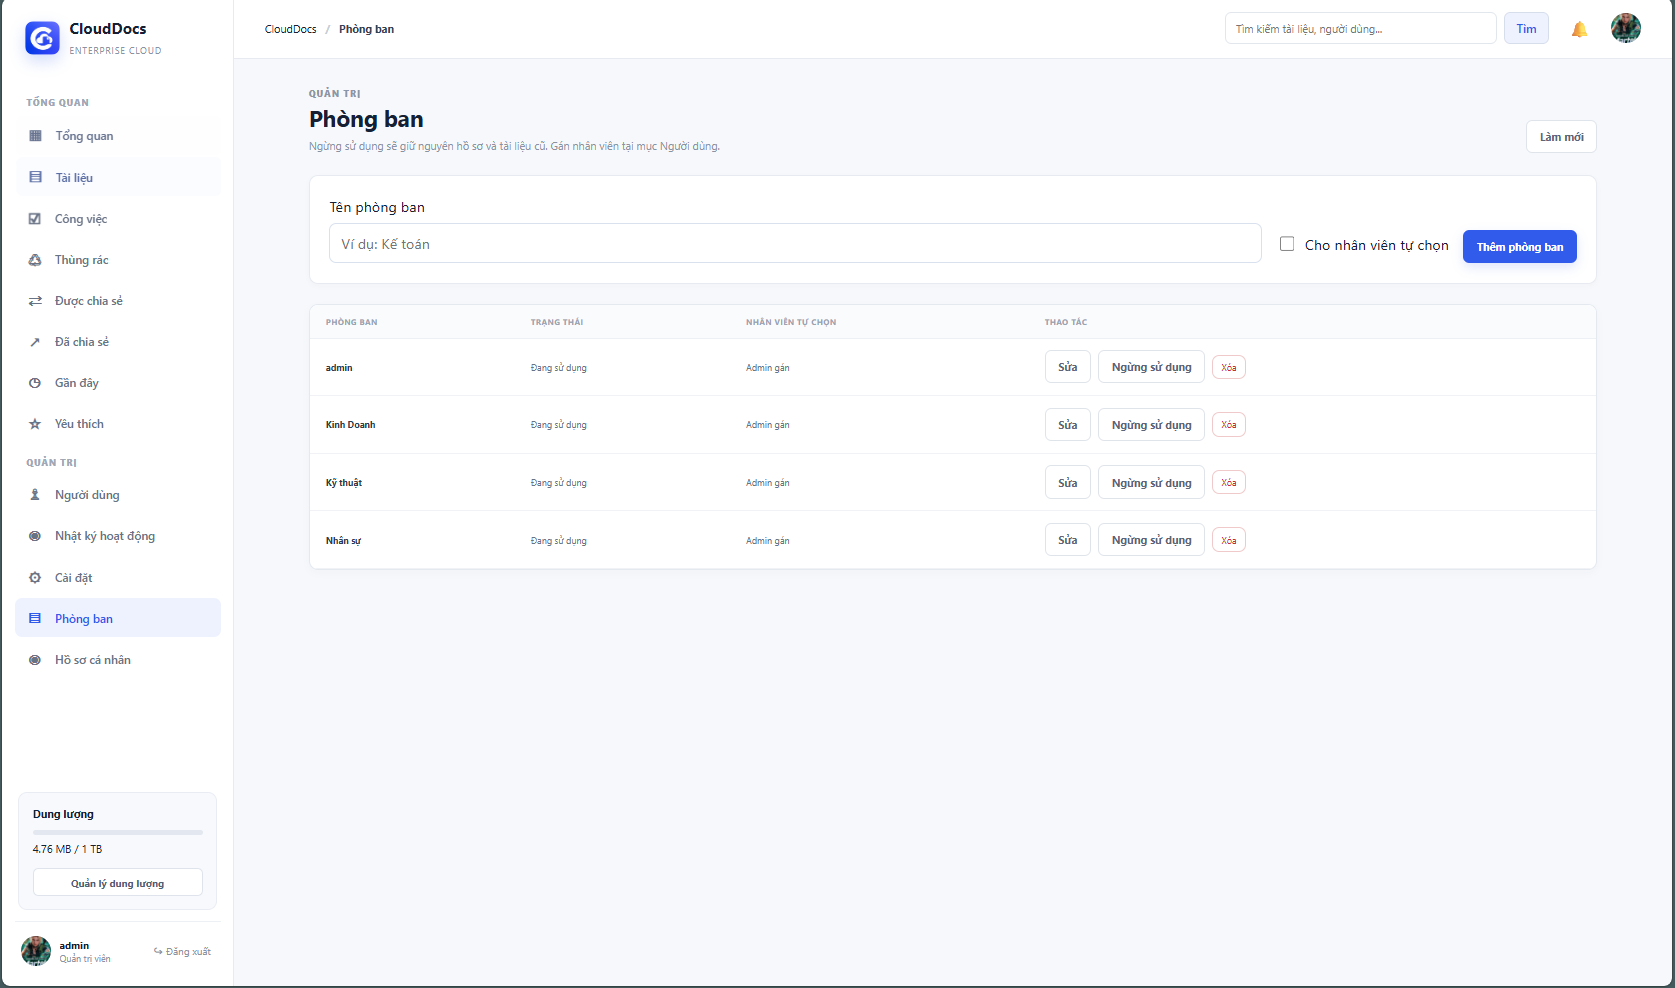 CloudDocs
ENTERPRISE CLOUD
TỔNG QUAN
Tổng quan
Tài liệu
Công việc
Thùng rác
Được chia sẻ
Đã chia sẻ
Gần đây
Yêu thích
QUẢN TRỊ
Người dùng
Nhật ký hoạt động
Cài đặt
Phòng ban
Hồ sơ cá nhân
Dung lượng
4.76 MB / 1 TB
Quản lý dung lượng
admin
Quản trị viên
Đăng xuất
CloudDocs / Phòng ban
Tìm kiếm tài liệu, người dùng...
Tìm
QUẢN TRỊ
Phòng ban
Ngừng sử dụng sẽ giữ nguyên hồ sơ và tài liệu cũ. Gán nhân viên tại mục Người dùng.
Làm mới
Tên phòng ban
Ví dụ: Kế toán
Cho nhân viên tự chọn
Thêm phòng ban
PHÒNG BAN TRẠNG THÁI NHÂN VIÊN TỰ CHỌN THAO TÁC
admin Đang sử dụng Admin gán Sửa Ngừng sử dụng Xóa
Kinh Doanh Đang sử dụng Admin gán Sửa Ngừng sử dụng Xóa
Kỹ thuật Đang sử dụng Admin gán Sửa Ngừng sử dụng Xóa
Nhân sự Đang sử dụng Admin gán Sửa Ngừng sử dụng Xóa